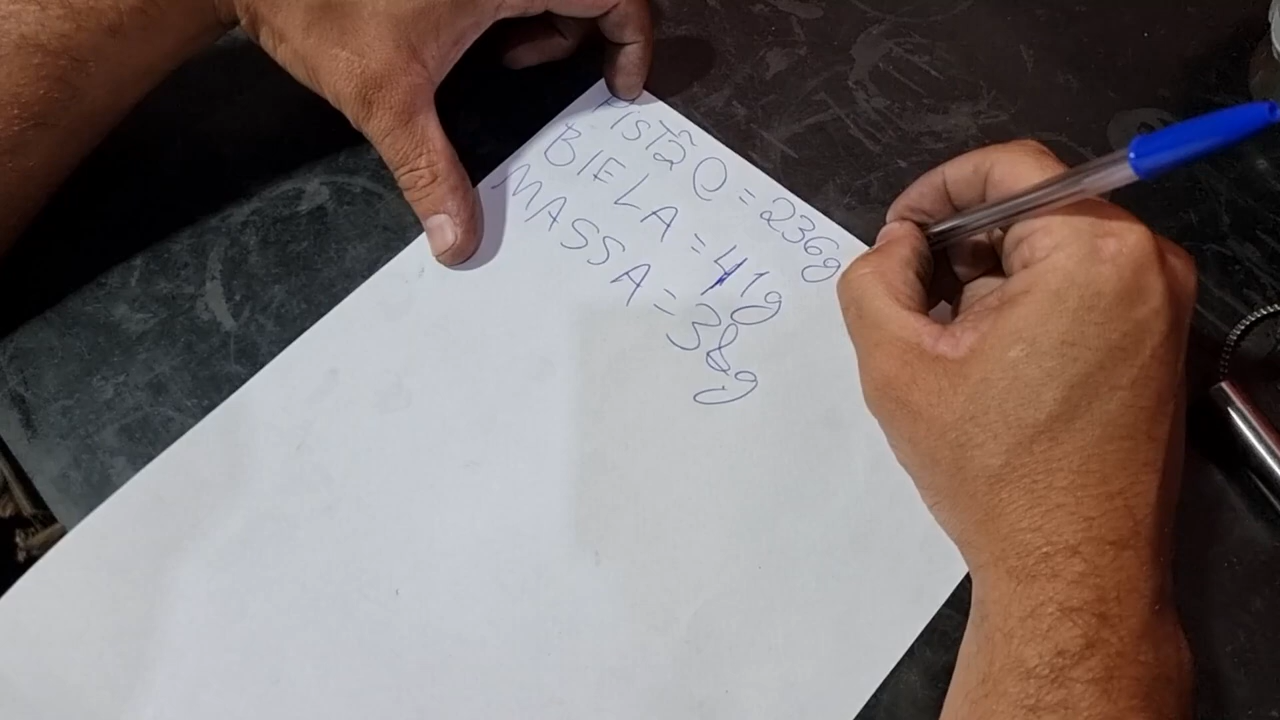 PISTÃO = 236g
BIELA = 41g
MASSA = 38g